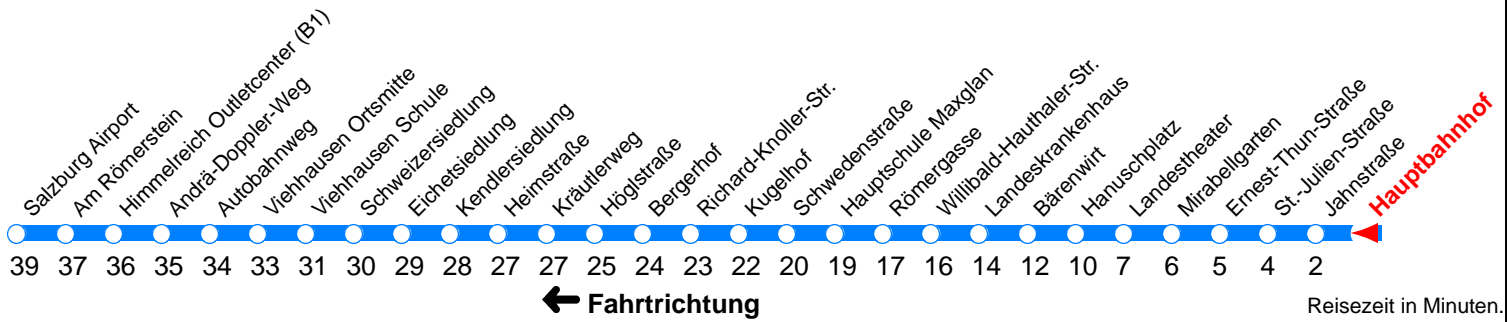 Salzburg Airport
Am Römerstein
Himmelreich Outletcenter (B1)
Andrä-Doppler-Weg
Autobahnweg
Viehhausen Ortsmitte
Viehhausen Schule
Schweizersiedlung
Eichetsiedlung
Kendlersiedlung
Heimstraße
Kräutlerweg
Höglstraße
Bergerhof
Richard-Knoller-Str.
Kugelhof
Schwedenstraße
Hauptschule Maxglan
Römergasse
Willibald-Hauthaler-Str.
Landeskrankenhaus
Bärenwirt
Hanuschplatz
Landestheater
Mirabellgarten
Ernest-Thun-Straße
St.-Julien-Straße
Jahnstraße
Hauptbahnhof
39 37 36 35 34 33 31 30 29 28 27 27 25 24 23 22 20 19 17 16 14 12 10 7 6 5 4 2
Fahrtrichtung
Reisezeit in Minuten.